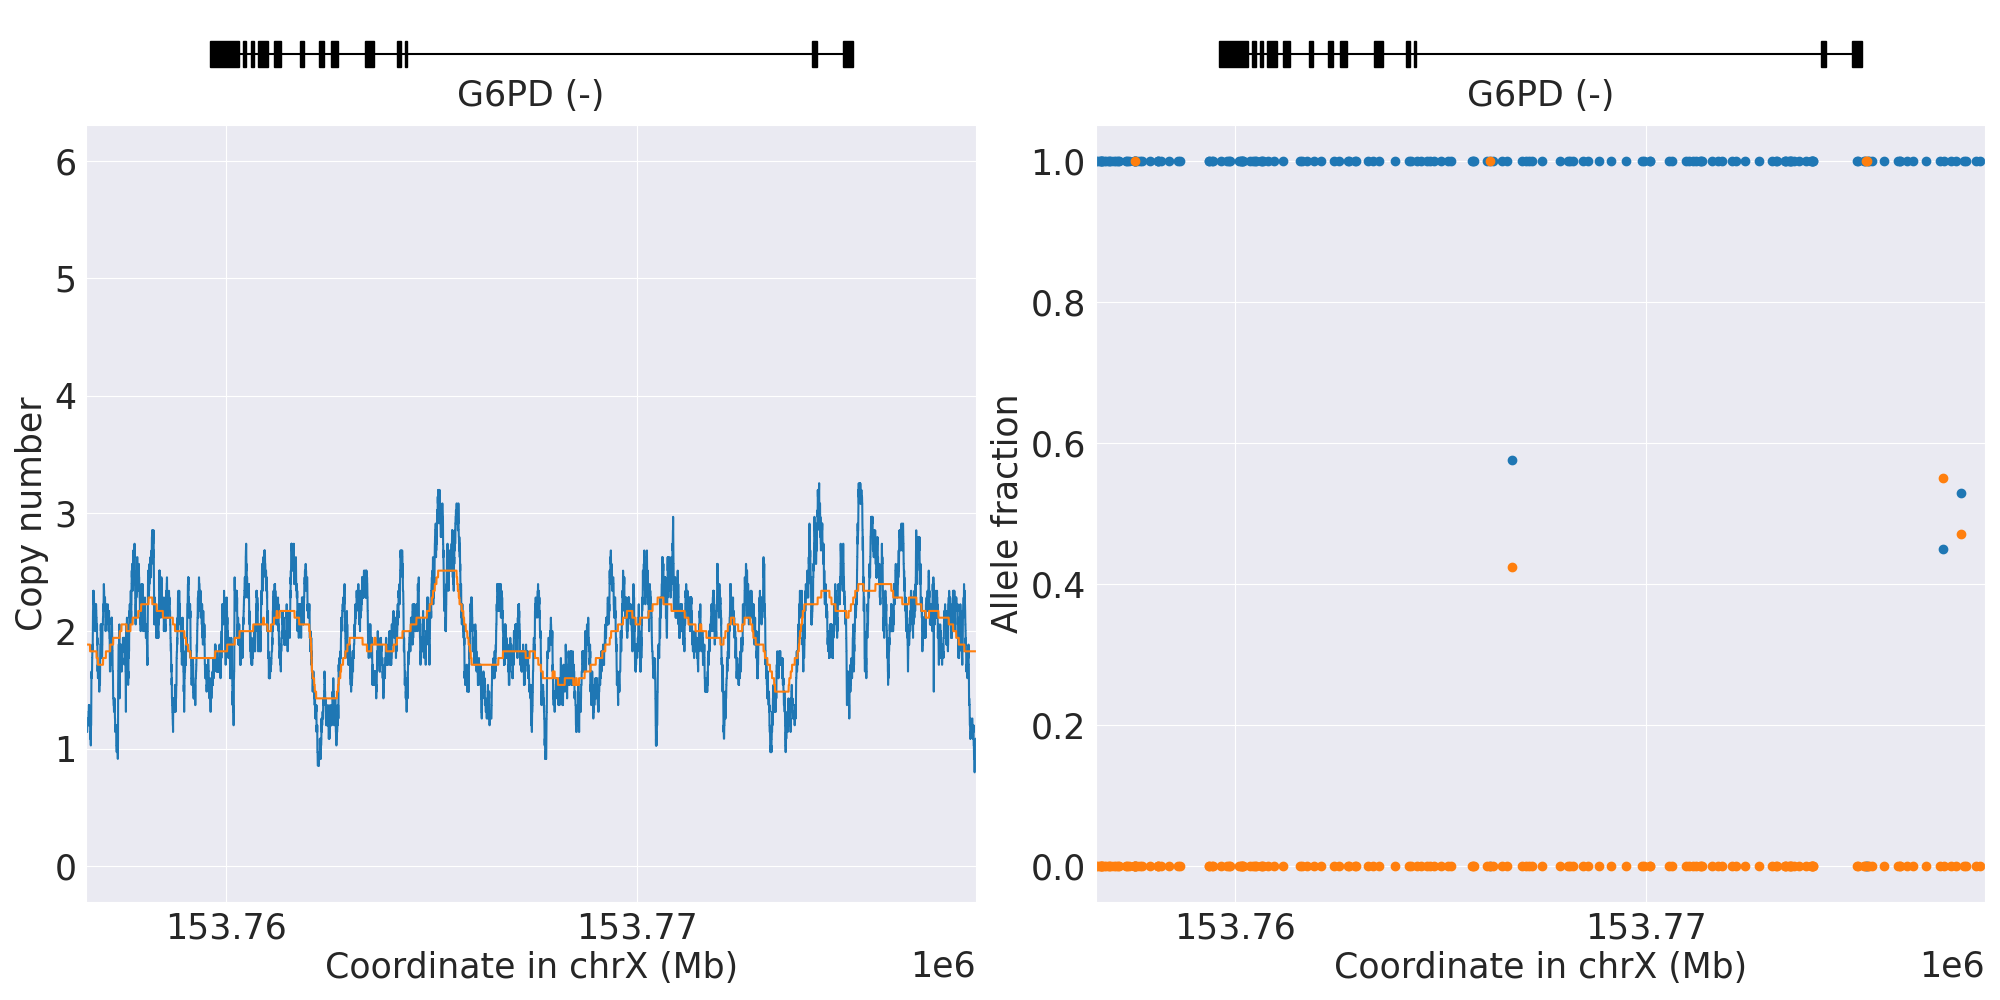 G6PD (-)
G6PD (-)
6
5
4
3
2
1
0
Copy number
153.76
153.77
Coordinate in chrX (Mb)
1e6
1.0
0.8
0.6
0.4
0.2
0.0
Allele fraction
153.76
153.77
Coordinate in chrX (Mb)
1e6